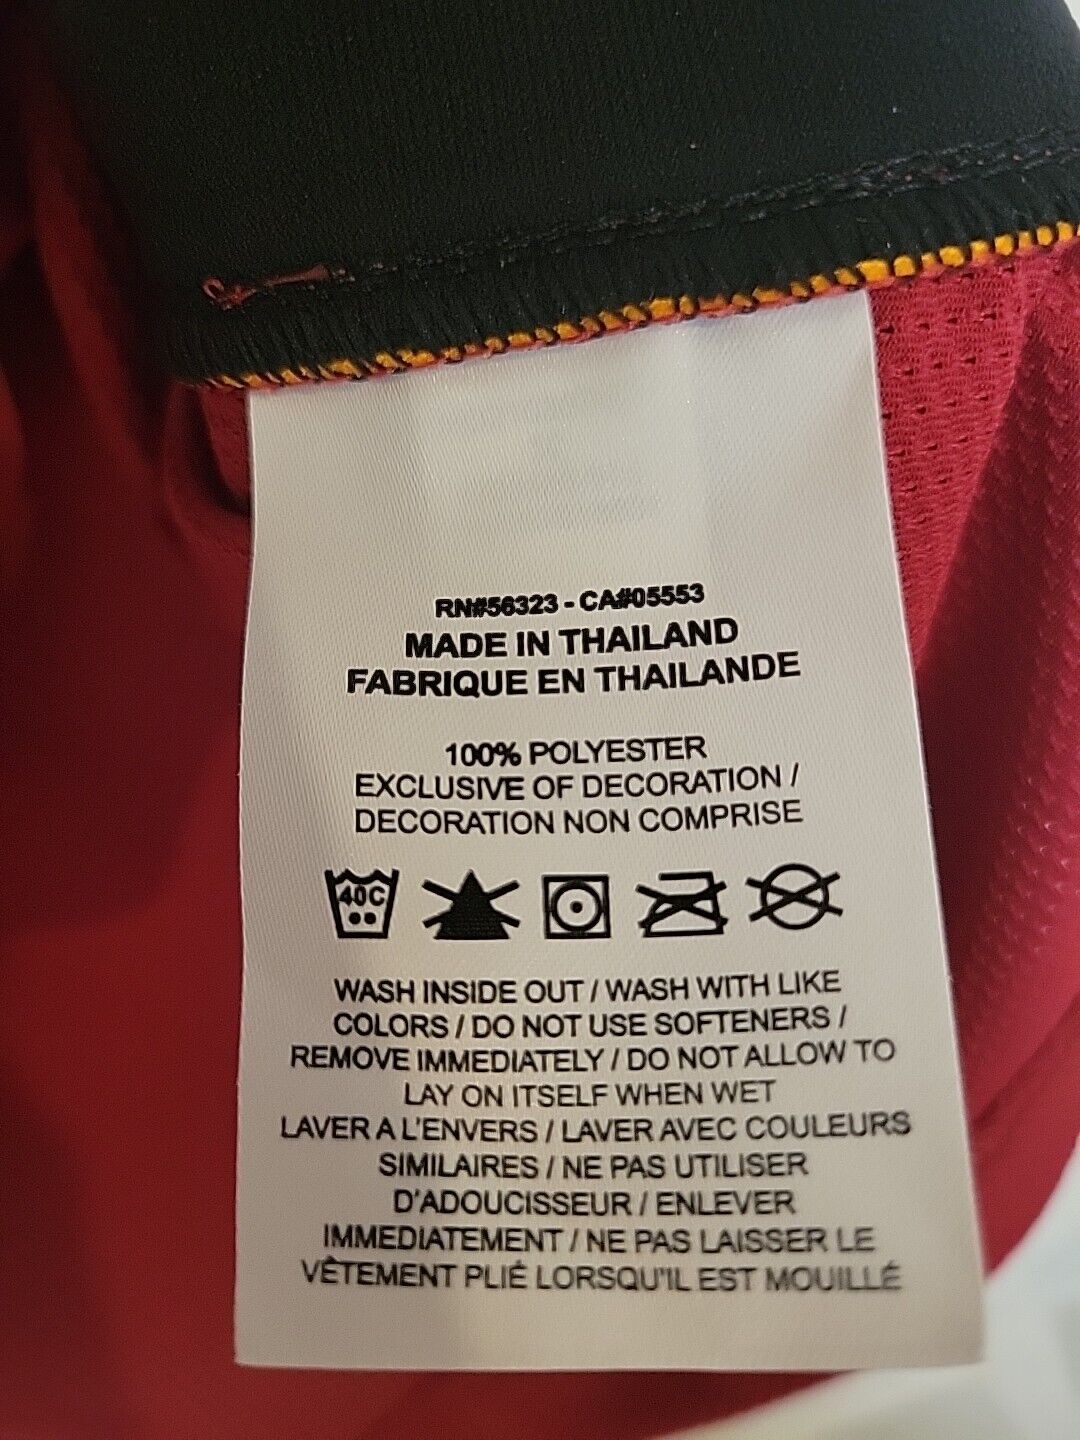 RN#56323 - CA#05553
MADE IN THAILAND
FABRIQUE EN THAILANDE
100% POLYESTER
EXCLUSIVE OF DECORATION /
DECORATION NON COMPRISE
40C
WASH INSIDE OUT / WASH WITH LIKE
COLORS / DO NOT USE SOFTENERS /
REMOVE IMMEDIATELY / DO NOT ALLOW TO
LAY ON ITSELF WHEN WET
LAVER A L'ENVERS / LAVER AVEC COULEURS
SIMILAIRES / NE PAS UTILISER
D'ADOUCISSEUR / ENLEVER
IMMEDIATEMENT / NE PAS LAISSER LE
VÊTEMENT PLIÉ LORSQU'IL EST MOUILLÉ